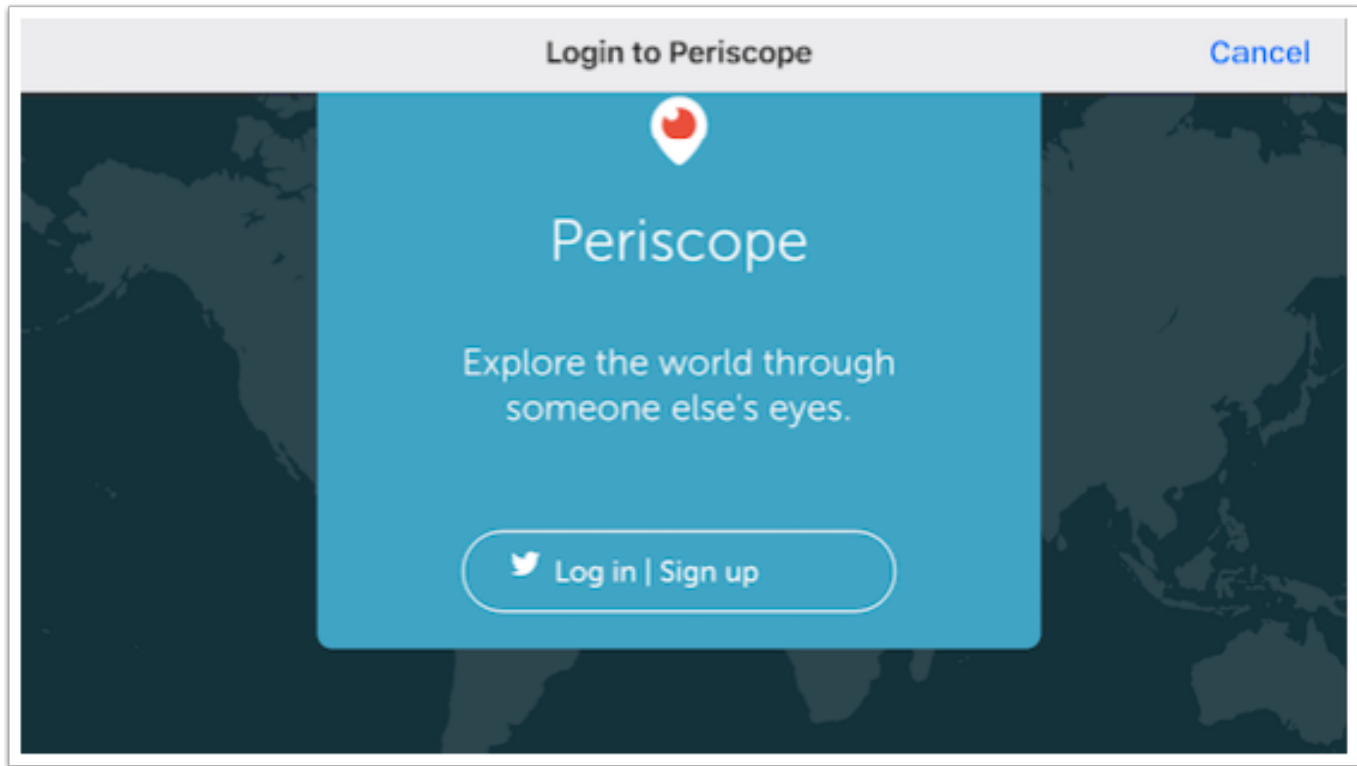 Login to Periscope
Cancel
Periscope
Explore the world through
someone else's eyes.
Log in | Sign up